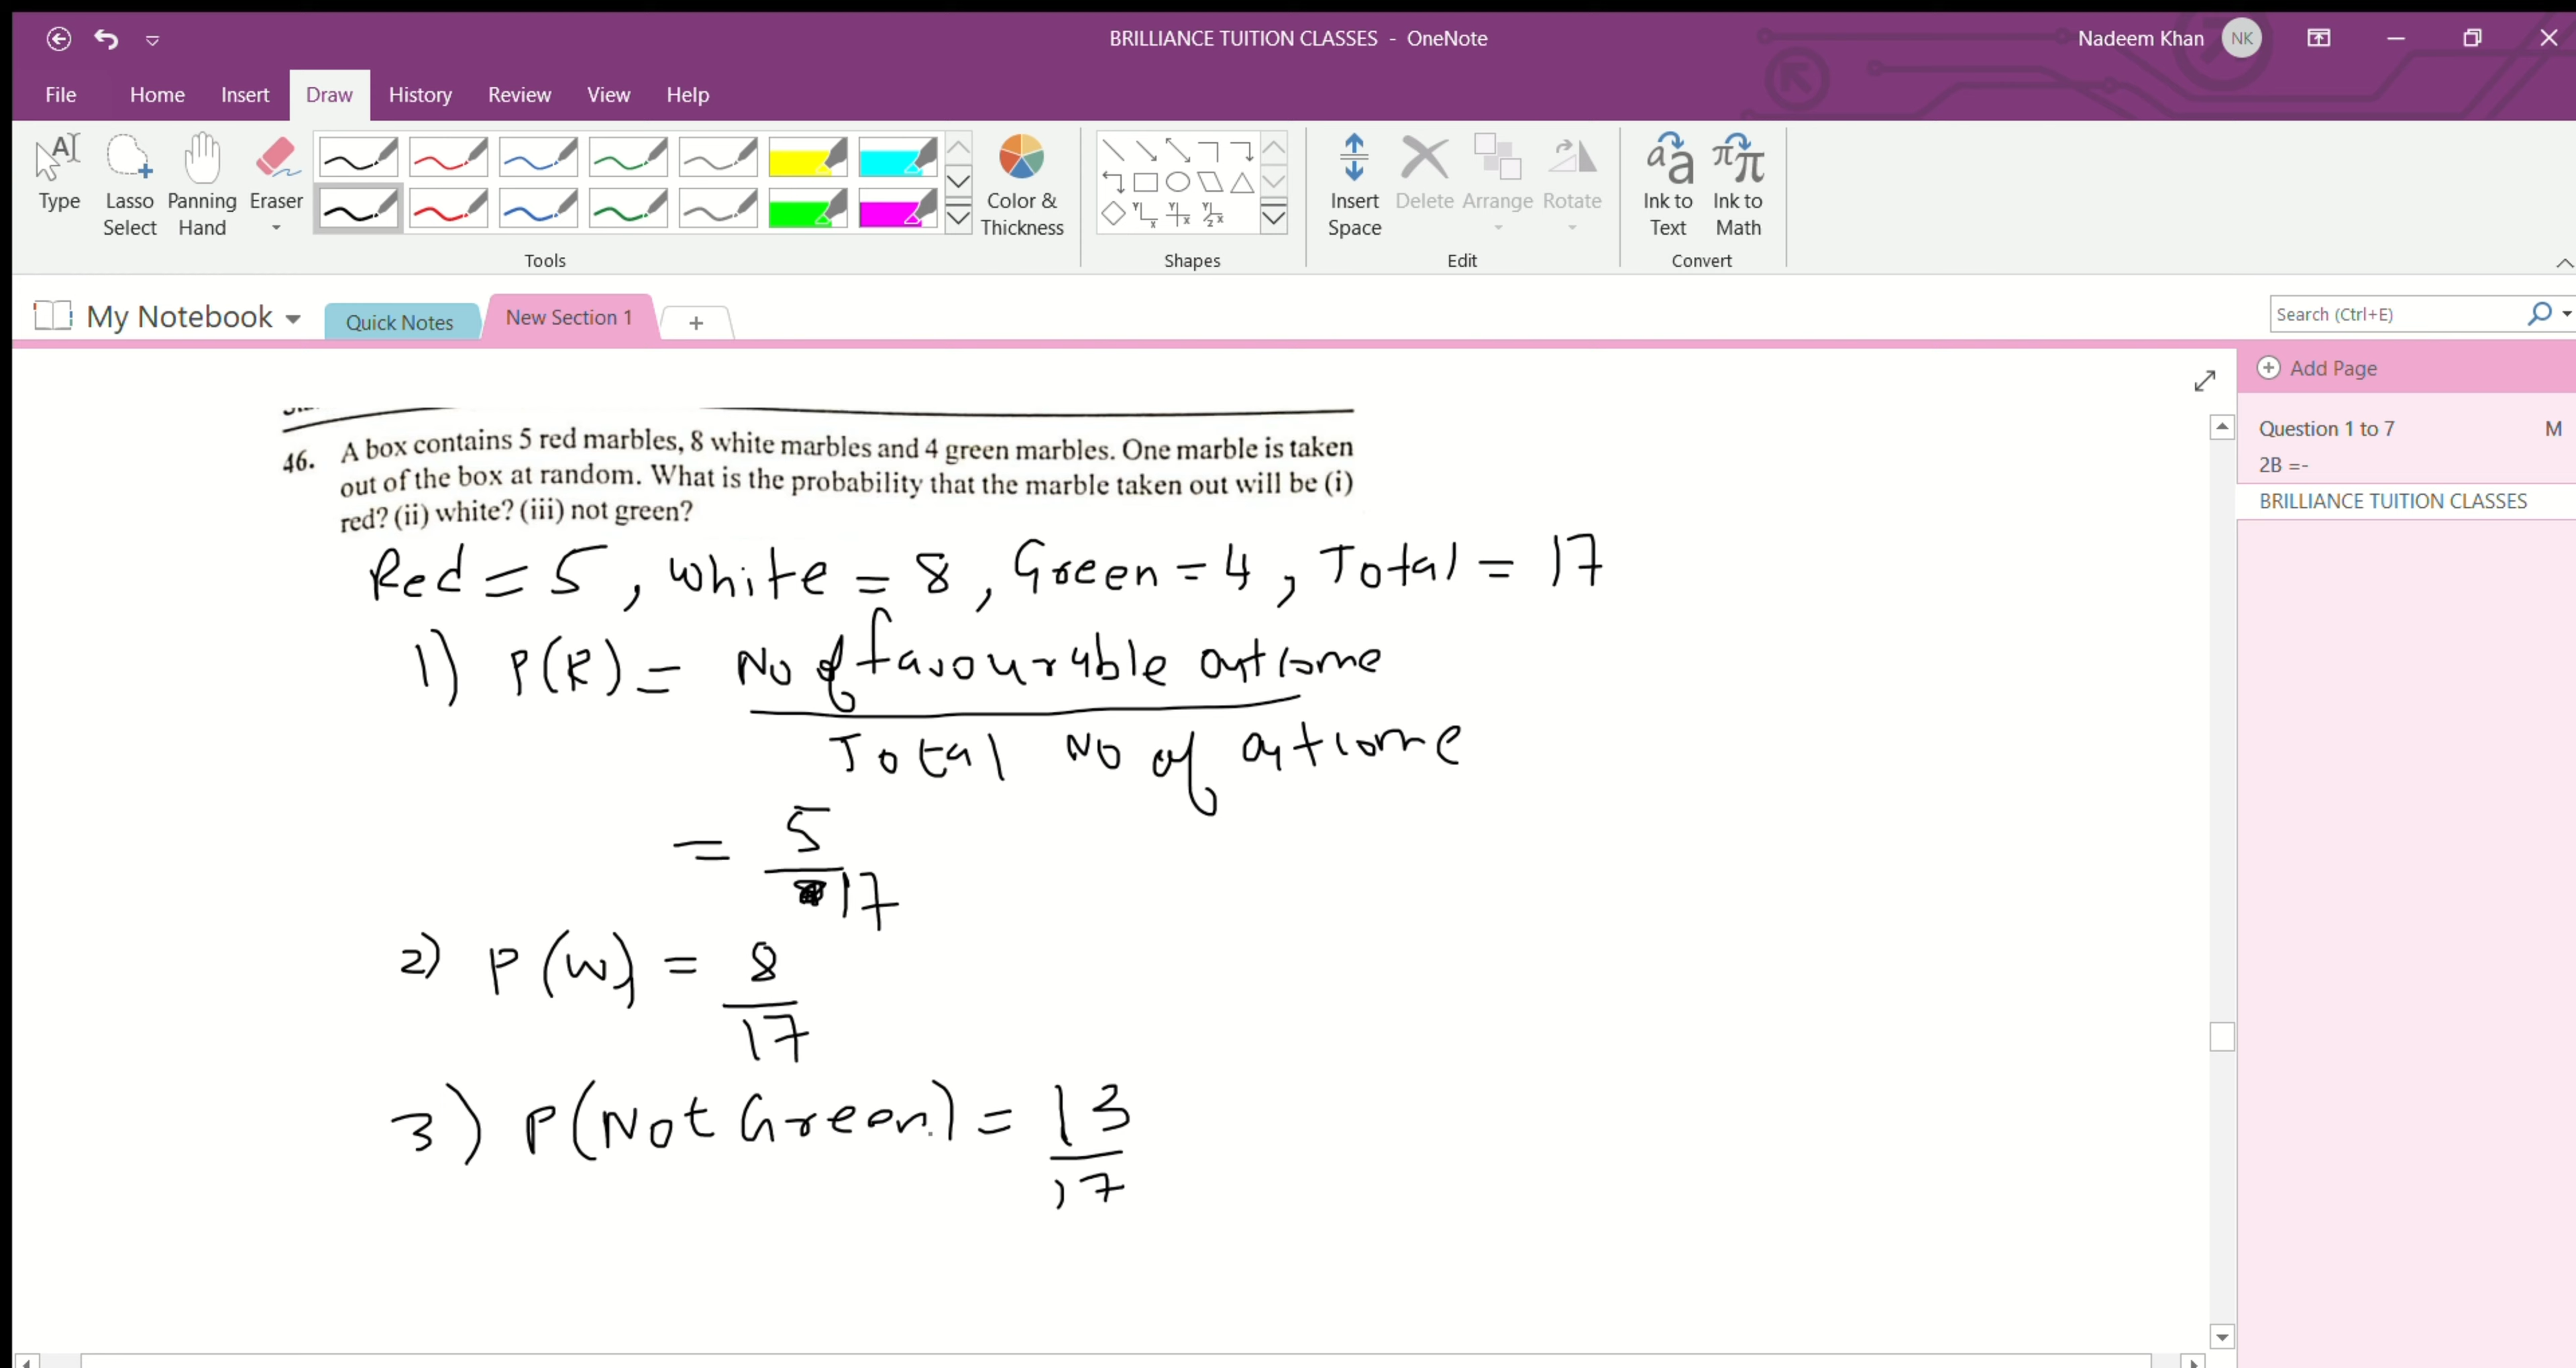 BRILLIANCE TUITION CLASSES - OneNote
Nadeem Khan NK
File Home Insert Draw History Review View Help
Type Lasso Select Panning Hand Eraser Color & Thickness Insert Space Delete Arrange Rotate Ink to Text Ink to Math
Tools Shapes Edit Convert
My Notebook Quick Notes New Section 1 + Search (Ctrl+E)
Add Page
Question 1 to 7 M
2B =-
BRILLIANCE TUITION CLASSES
46. A box contains 5 red marbles, 8 white marbles and 4 green marbles. One marble is taken
out of the box at random. What is the probability that the marble taken out will be (i)
red? (ii) white? (iii) not green?
Red = 5, white = 8, Green = 4, Total = 17
1) P(R) = No of favourable outcome
Total No of outcome
= 5
17
2) P(W) = 8
17
3) P(Not Green) = 13
17